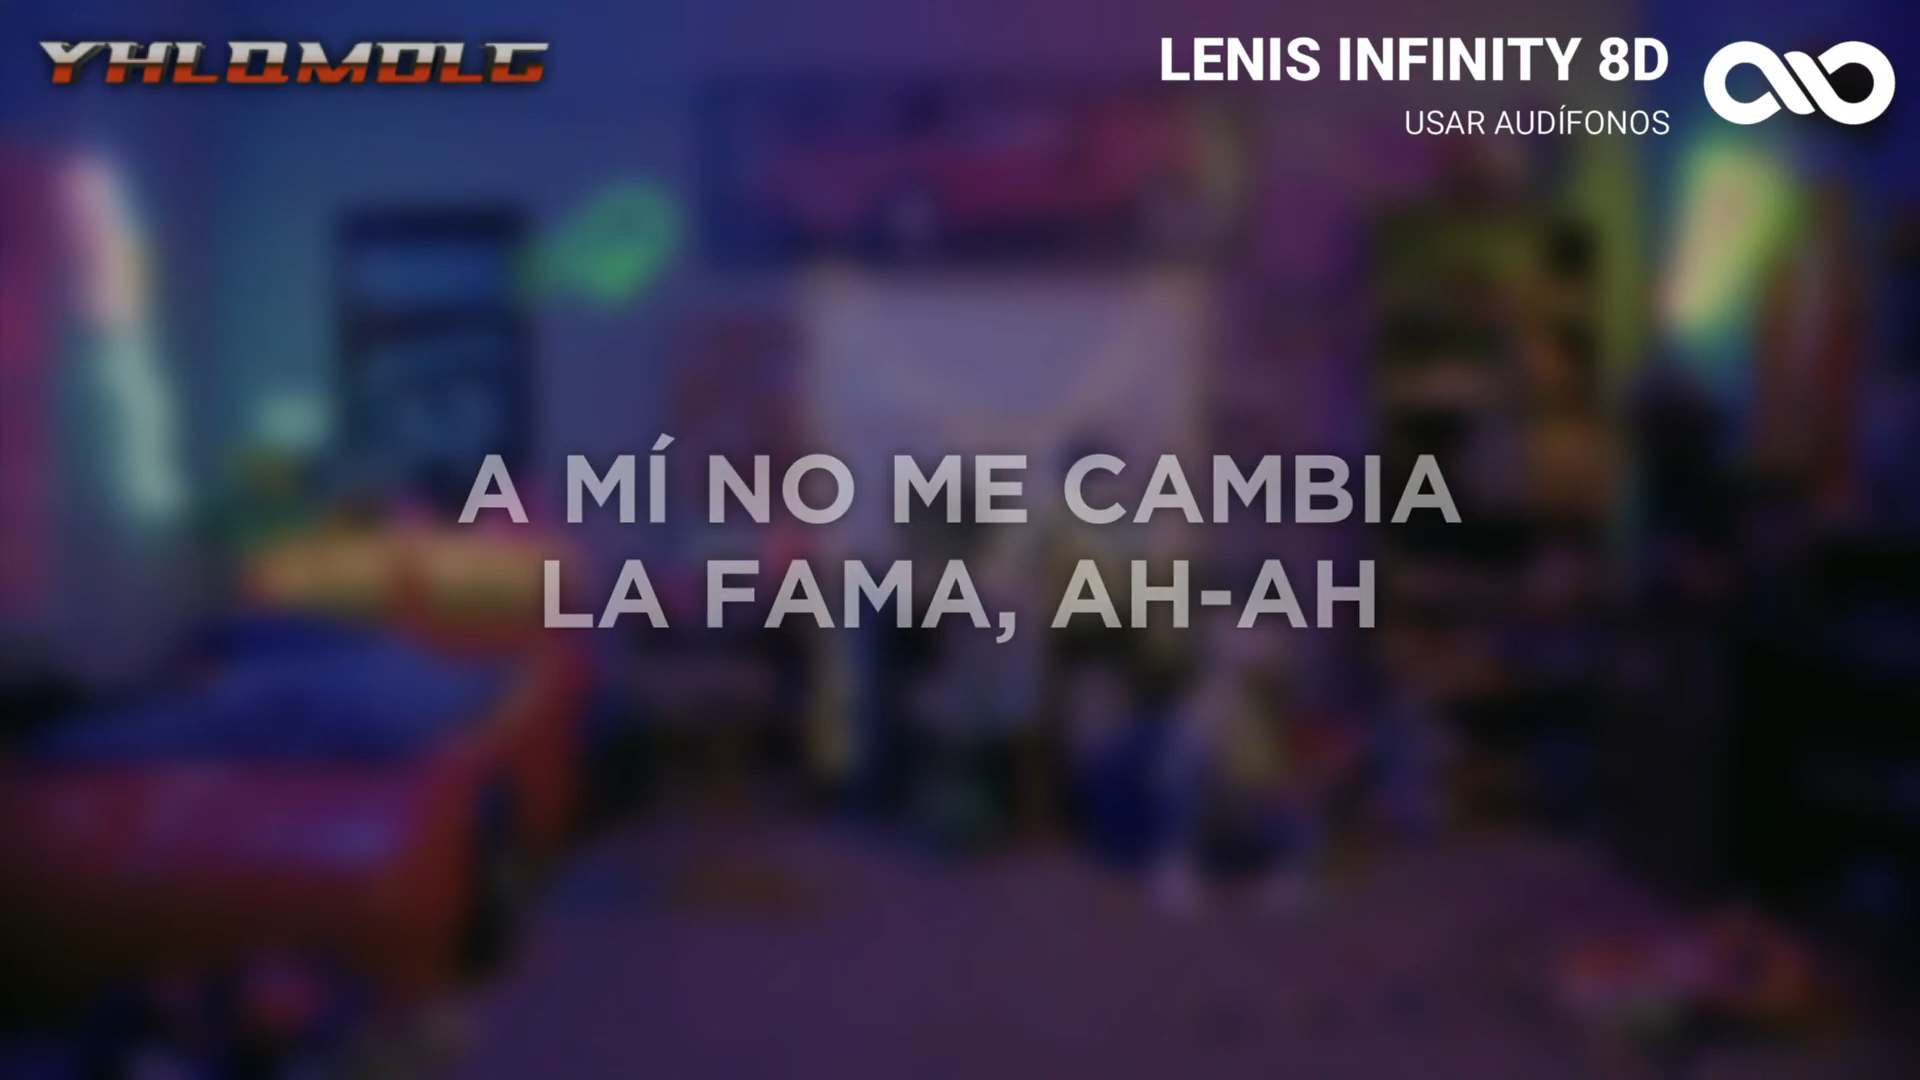 YHLQMDLG
LENIS INFINITY 8D
USAR AUDÍFONOS
A MÍ NO ME CAMBIA
LA FAMA, AH-AH